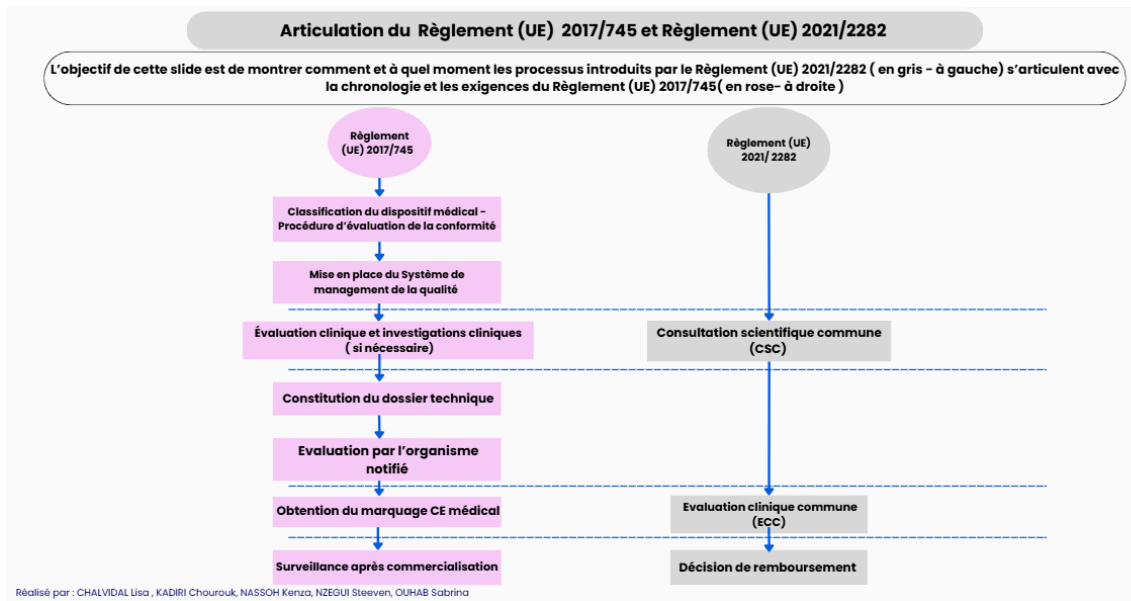 Articulation du Règlement (UE) 2017/745 et Règlement (UE) 2021/2282
L'objectif de cette slide est de montrer comment et à quel moment les processus introduits par le Règlement (UE) 2021/2282 ( en gris - à gauche) s'articulent avec
la chronologie et les exigences du Règlement (UE) 2017/745( en rose- à droite )
Règlement
(UE) 2017/745
Règlement (UE)
2021/ 2282
Classification du dispositif médical -
Procédure d'évaluation de la conformité
Mise en place du Système de
management de la qualité
Évaluation clinique et investigations cliniques
( si nécessaire)
Consultation scientifique commune
(CSC)
Constitution du dossier technique
Evaluation par l'organisme
notifié
Obtention du marquage CE médical
Evaluation clinique commune
(ECC)
Surveillance après commercialisation
Décision de remboursement
Réalisé par : CHALVIDAL Lisa , KADIRI Chourouk, NASSOH Kenza, NZEGUI Steeven, OUHAB Sabrina